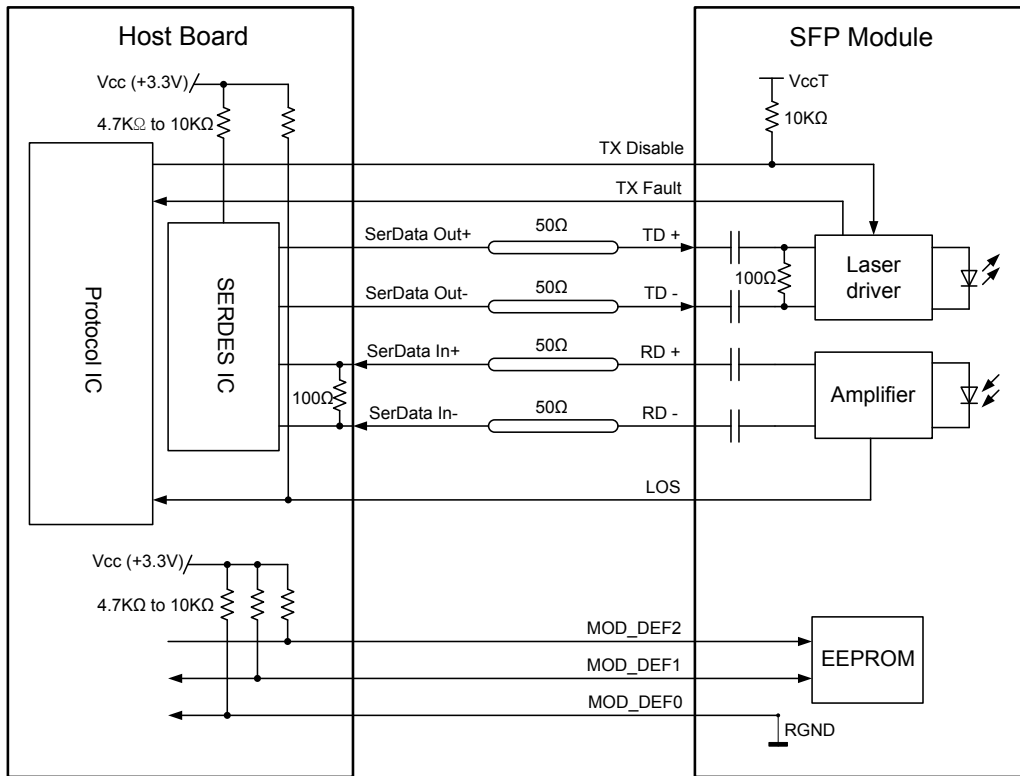 Host Board
SFP Module
Vcc (+3.3V)
VccT
4.7KΩ to 10KΩ
10KΩ
TX Disable
TX Fault
SerData Out+
50Ω
TD +
SerData Out-
50Ω
TD -
100Ω
Laser
driver
Protocol IC
SERDES IC
SerData In+
50Ω
RD +
100Ω
Amplifier
SerData In-
50Ω
RD -
LOS
Vcc (+3.3V)
4.7KΩ to 10KΩ
MOD_DEF2
MOD_DEF1
EEPROM
MOD_DEF0
RGND